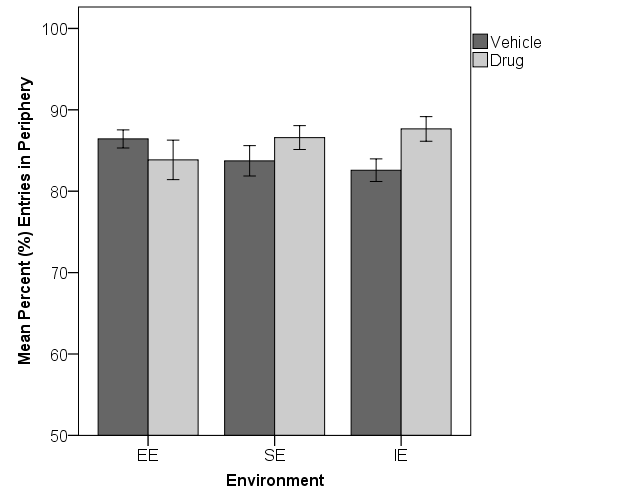 Mean Percent (%) Entries in Periphery
100
90
80
70
60
50
EE
SE
IE
Environment
Vehicle
Drug